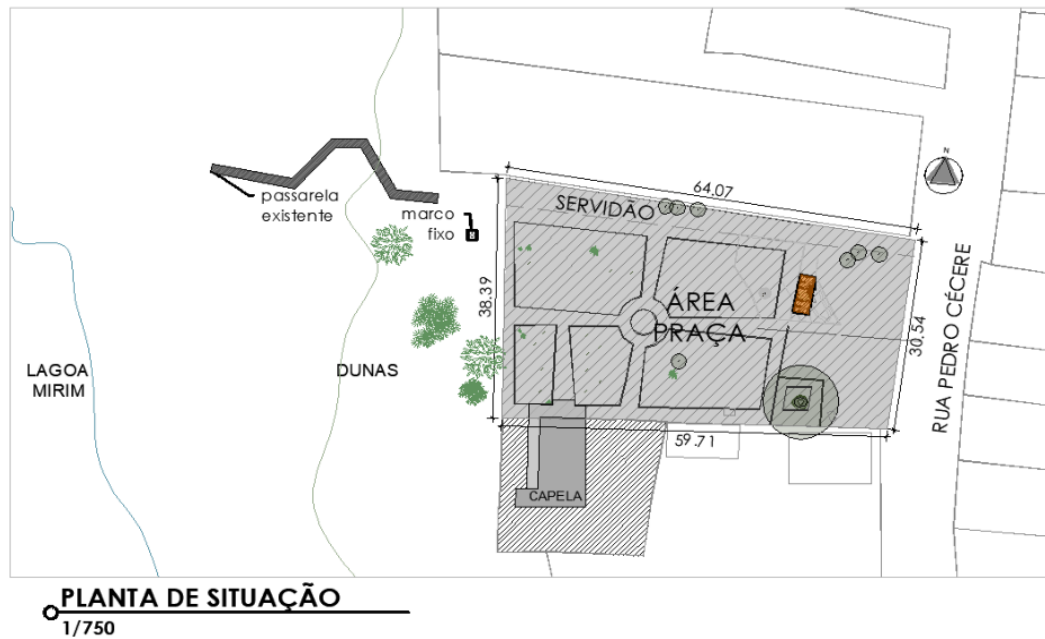 N
64.07
passarela
existente
SERVIDÃO
marco
fixo
38.39
ÁREA
PRAÇA
30.54
RUA PEDRO CÉCERE
LAGOA
MIRIM
DUNAS
59.71
CAPELA
PLANTA DE SITUAÇÃO
1/750